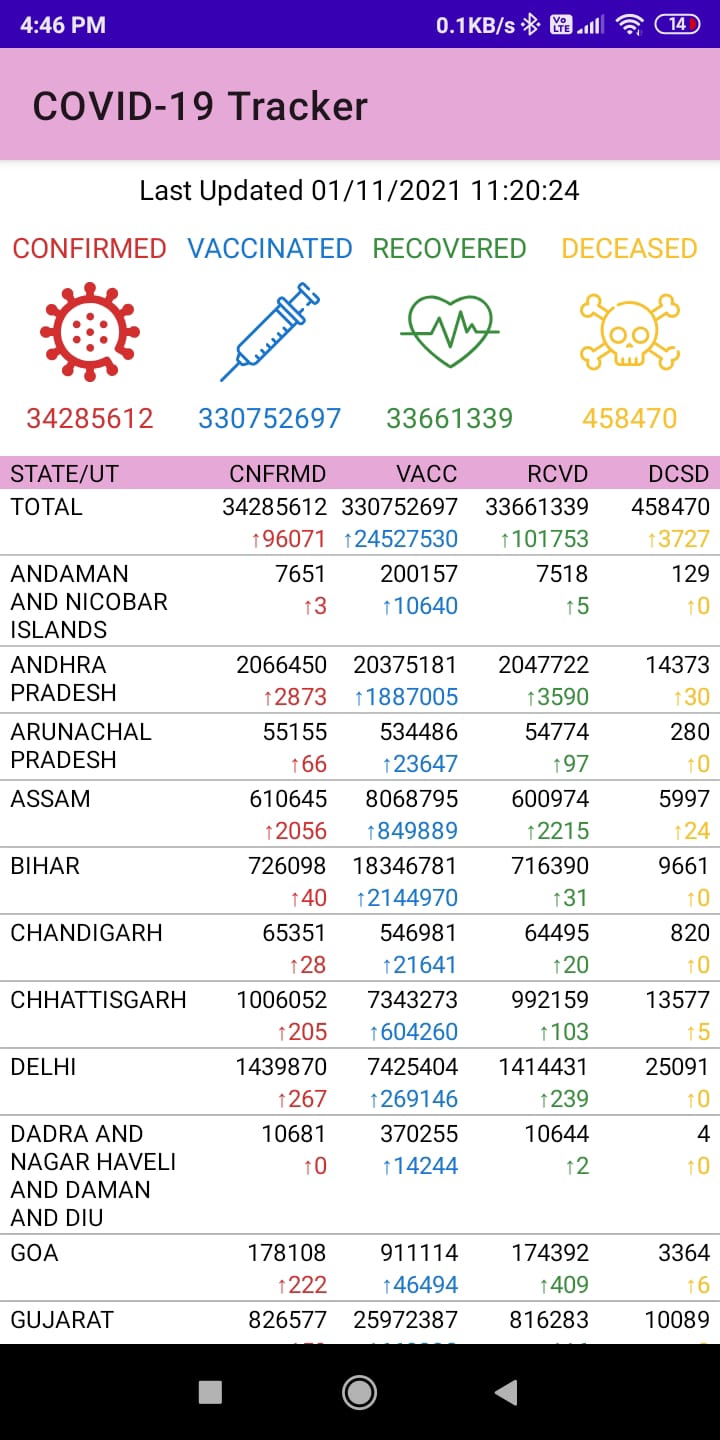 4:46 PM 0.1KB/s Vo LTE 14
COVID-19 Tracker
Last Updated 01/11/2021 11:20:24
CONFIRMED VACCINATED RECOVERED DECEASED
34285612 330752697 33661339 458470
STATE/UT CNFRMD VACC RCVD DCSD
TOTAL 34285612 330752697 33661339 458470
↑96071 ↑24527530 ↑101753 ↑3727
ANDAMAN 7651 200157 7518 129
AND NICOBAR ↑3 ↑10640 ↑5 ↑0
ISLANDS
ANDHRA 2066450 20375181 2047722 14373
PRADESH ↑2873 ↑1887005 ↑3590 ↑30
ARUNACHAL 55155 534486 54774 280
PRADESH ↑66 ↑23647 ↑97 ↑0
ASSAM 610645 8068795 600974 5997
↑2056 ↑849889 ↑2215 ↑24
BIHAR 726098 18346781 716390 9661
↑40 ↑2144970 ↑31 ↑0
CHANDIGARH 65351 546981 64495 820
↑28 ↑21641 ↑20 ↑0
CHHATTISGARH 1006052 7343273 992159 13577
↑205 ↑604260 ↑103 ↑5
DELHI 1439870 7425404 1414431 25091
↑267 ↑269146 ↑239 ↑0
DADRA AND 10681 370255 10644 4
NAGAR HAVELI ↑0 ↑14244 ↑2 ↑0
AND DAMAN
AND DIU
GOA 178108 911114 174392 3364
↑222 ↑46494 ↑409 ↑6
GUJARAT 826577 25972387 816283 10089